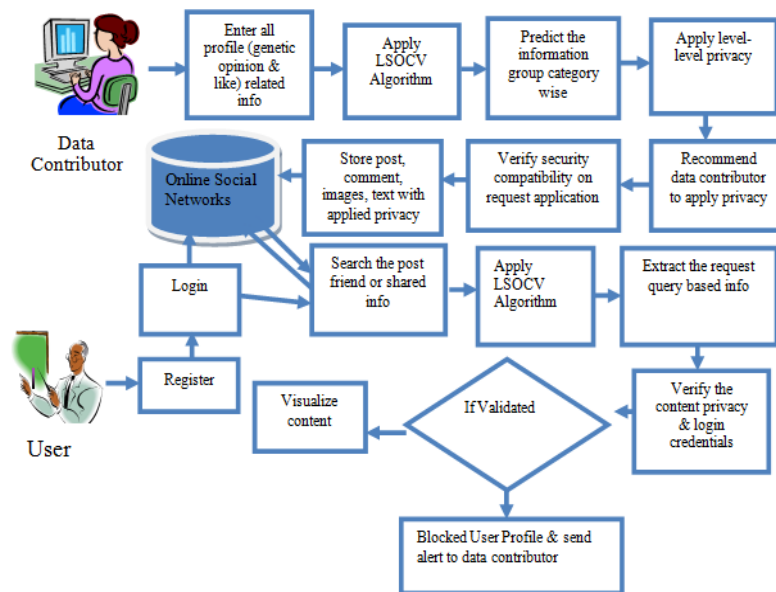 Enter all
profile (genetic
opinion &
like) related
info
Apply
LSOCV
Algorithm
Predict the
information
group category
wise
Apply level-
level privacy
Data
Contributor
Online Social
Networks
Store post,
comment,
images, text with
applied privacy
Verify security
compatibility on
request application
Recommend
data contributor
to apply privacy
Login
Search the post
friend or shared
info
Apply
LSOCV
Algorithm
Extract the request
query based info
Register
User
Visualize
content
If Validated
Verify the
content privacy
& login
credentials
Blocked User Profile & send
alert to data contributor